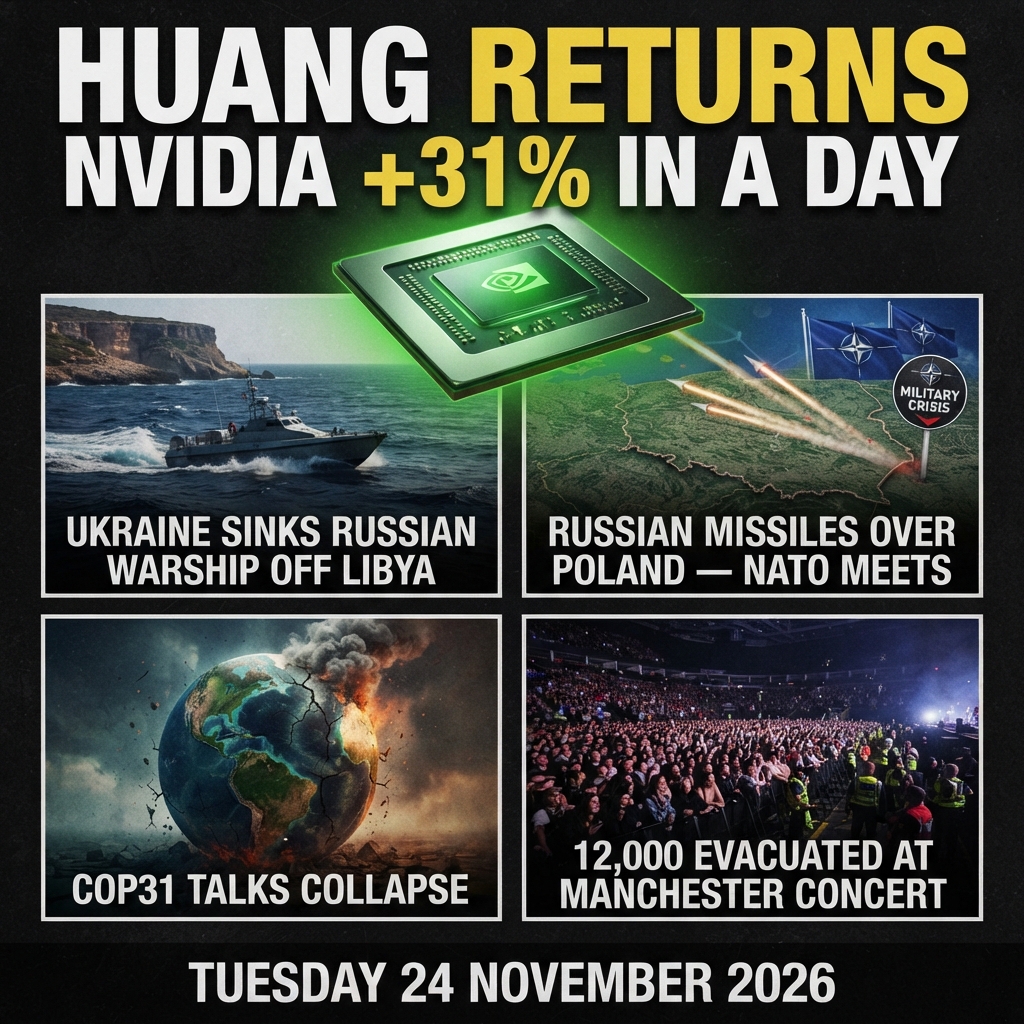 HUANG RETURNS
NVIDIA +31% IN A DAY
MILITARY
CRISIS
UKRAINE SINKS RUSSIAN
WARSHIP OFF LIBYA
RUSSIAN MISSILES OVER
POLAND — NATO MEETS
COP31 TALKS COLLAPSE
12,000 EVACUATED AT
MANCHESTER CONCERT
TUESDAY 24 NOVEMBER 2026